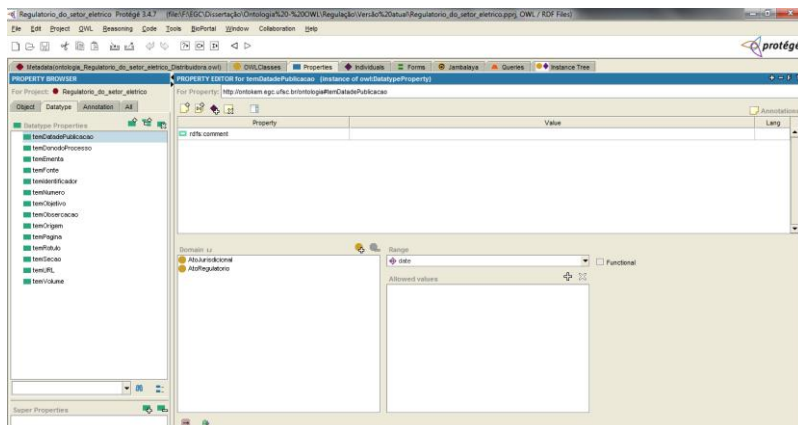 Regulatorio_do_setor_eletrico Protégé 3.4.7 (file:\F:\EGC\Dissertação\Ontologia%20-%20OWL\Regulação\Versão%20atual\Regulatorio_do_setor_eletrico.pprj, OWL / RDF Files)
File Edit Project OWL Reasoning Code Tools BioPortal Window Collaboration Help
protégé
Metadata(ontologia_Regulatorio_do_setor_eletrico_Distribuidora.owl) OWLClasses Properties Individuals Forms Jambalaya Queries Instance Tree
PROPERTY BROWSER
For Project: Regulatorio_do_setor_eletrico
Object Datatype Annotation All
Datatype Properties
temDatadePublicacao
temDonodoProcesso
temEmenta
temFonte
temIdentificador
temNumero
temObjetivo
temObsercacao
temOrigem
temPagina
temRotulo
temSecao
temURL
temVolume
Super Properties
PROPERTY EDITOR for temDatadePublicacao (instance of owl:DatatypeProperty)
For Property: http://ontokem.egc.ufsc.br/ontologia#temDatadePublicacao
Annotations
Property Value Lang
rdfs:comment
Domain
AtoJurisdicional
AtoRegulatorio
Range
date
Functional
Allowed values